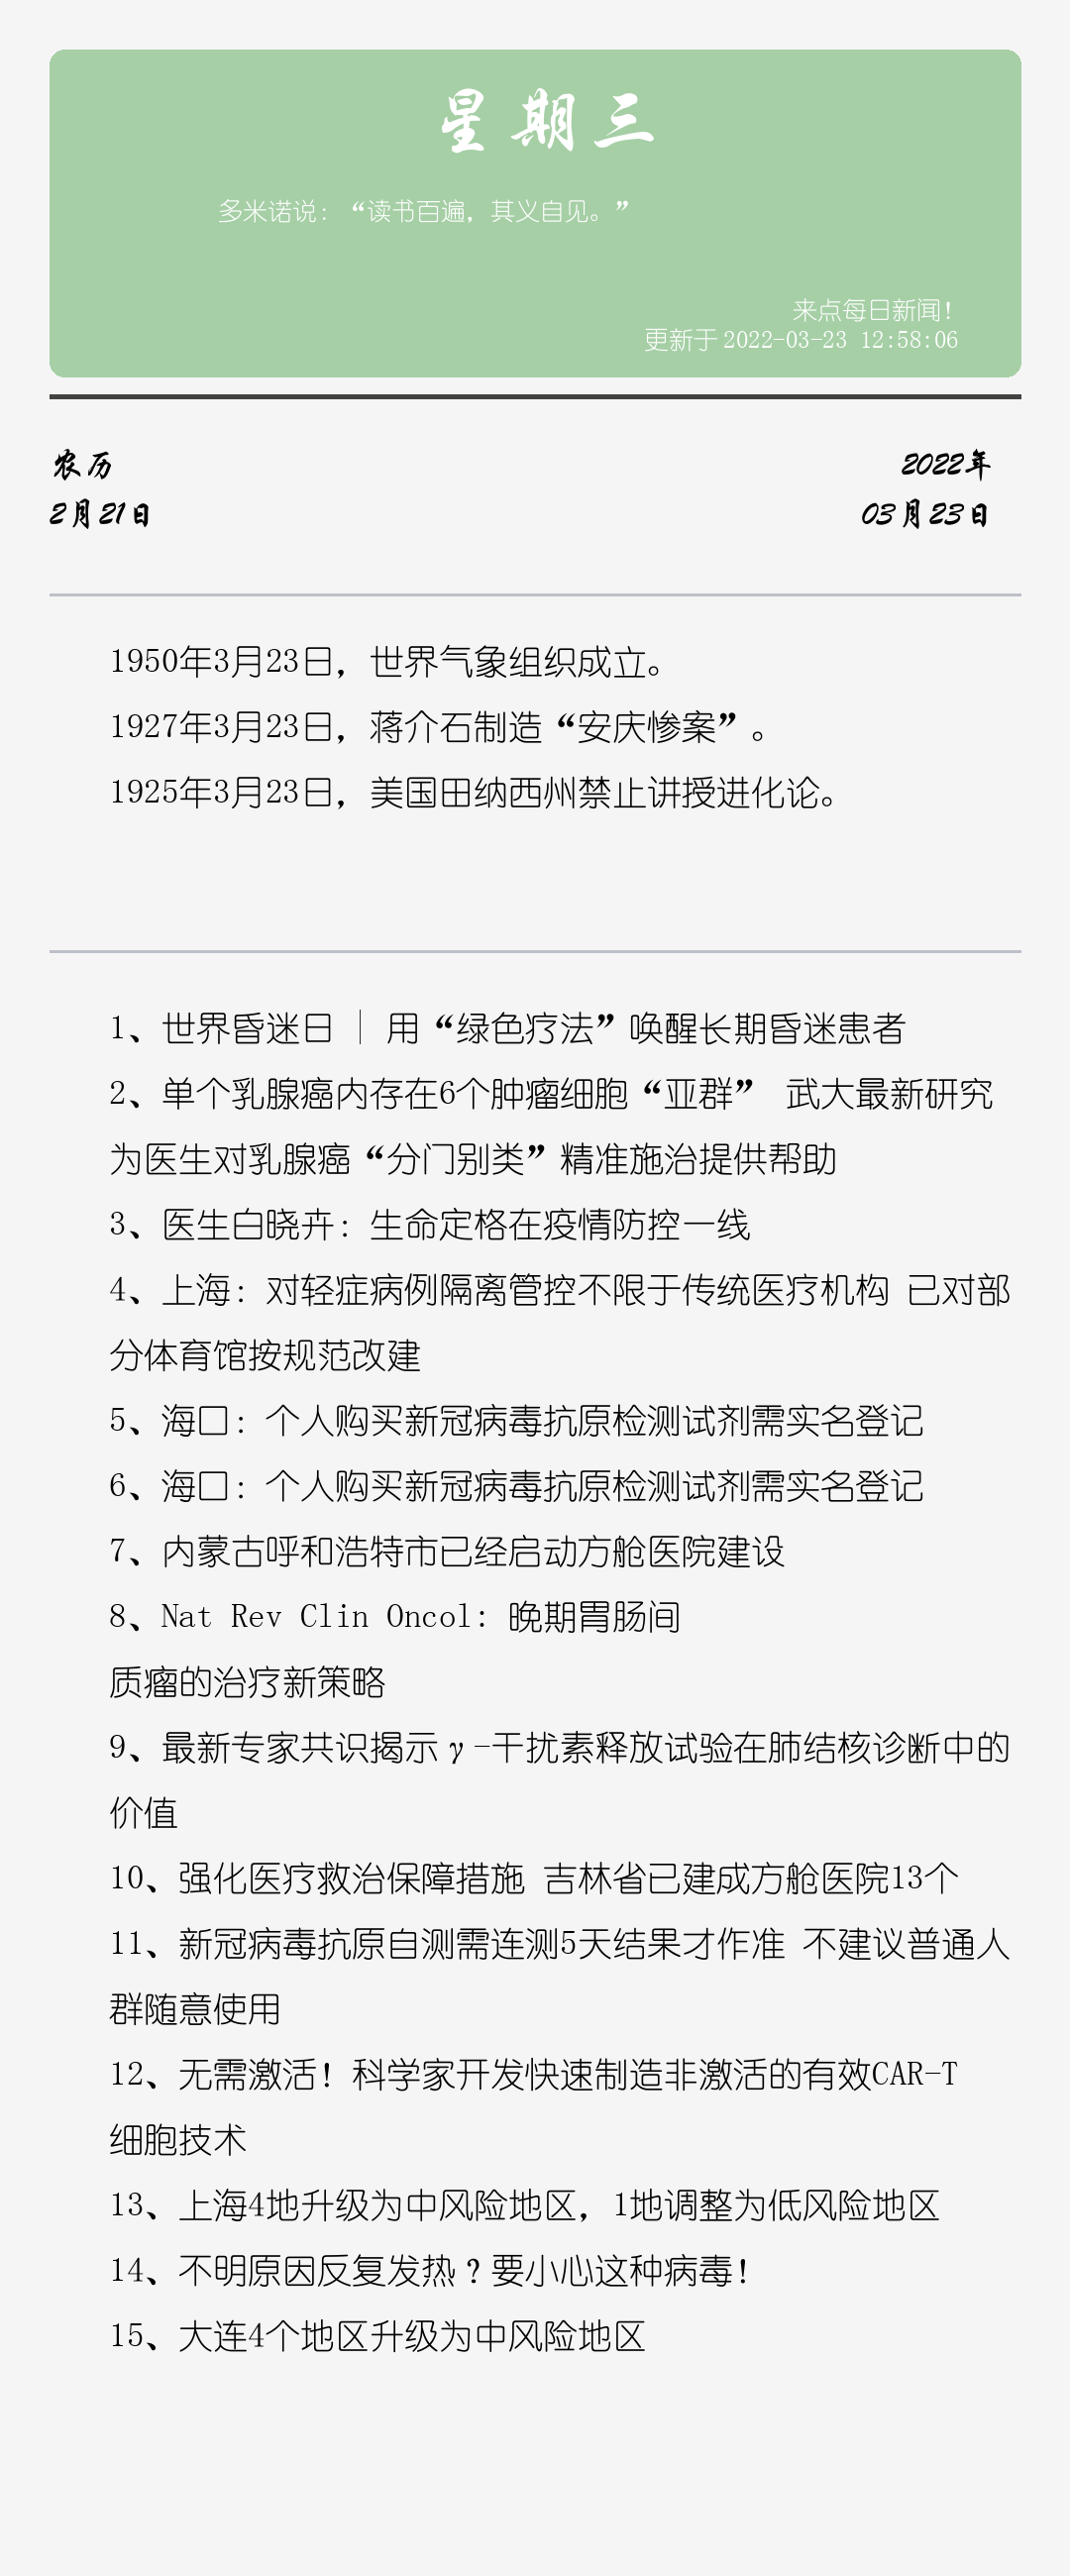 星期三
多米诺说：“读书百遍，其义自见。”
来点每日新闻！
更新于2022-03-23 12:58:06
农历
2022年
2月21日
03月23日
1950年3月23日，世界气象组织成立。
1927年3月23日，蒋介石制造“安庆惨案”。
1925年3月23日，美国田纳西州禁止讲授进化论。
1、世界昏迷日｜用“绿色疗法”唤醒长期昏迷患者
2、单个乳腺癌内存在6个肿瘤细胞“亚群” 武大最新研究
为医生对乳腺癌“分门别类”精准施治提供帮助
3、医生白晓卉：生命定格在疫情防控一线
4、上海：对轻症病例隔离管控不限于传统医疗机构 已对部
分体育馆按规范改建
5、海口：个人购买新冠病毒抗原检测试剂需实名登记
6、海口：个人购买新冠病毒抗原检测试剂需实名登记
7、内蒙古呼和浩特市已经启动方舱医院建设
8、Nat Rev Clin Oncol: 晚期胃肠间
质瘤的治疗新策略
9、最新专家共识揭示γ-干扰素释放试验在肺结核诊断中的
价值
10、强化医疗救治保障措施 吉林省已建成方舱医院13个
11、新冠病毒抗原自测需连测5天结果才作准 不建议普通人
群随意使用
12、无需激活！科学家开发快速制造非激活的有效CAR-T
细胞技术
13、上海4地升级为中风险地区，1地调整为低风险地区
14、不明原因反复发热？要小心这种病毒！
15、大连4个地区升级为中风险地区